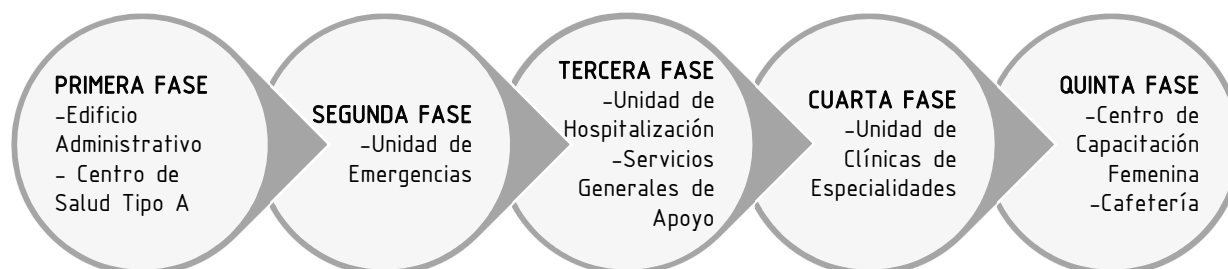 PRIMERA FASE
-Edificio
Administrativo
- Centro de
Salud Tipo A
SEGUNDA FASE
-Unidad de
Emergencias
TERCERA FASE
-Unidad de
Hospitalización
-Servicios
Generales de
Apoyo
CUARTA FASE
-Unidad de
Clínicas de
Especialidades
QUINTA FASE
-Centro de
Capacitación
Femenina
-Cafetería